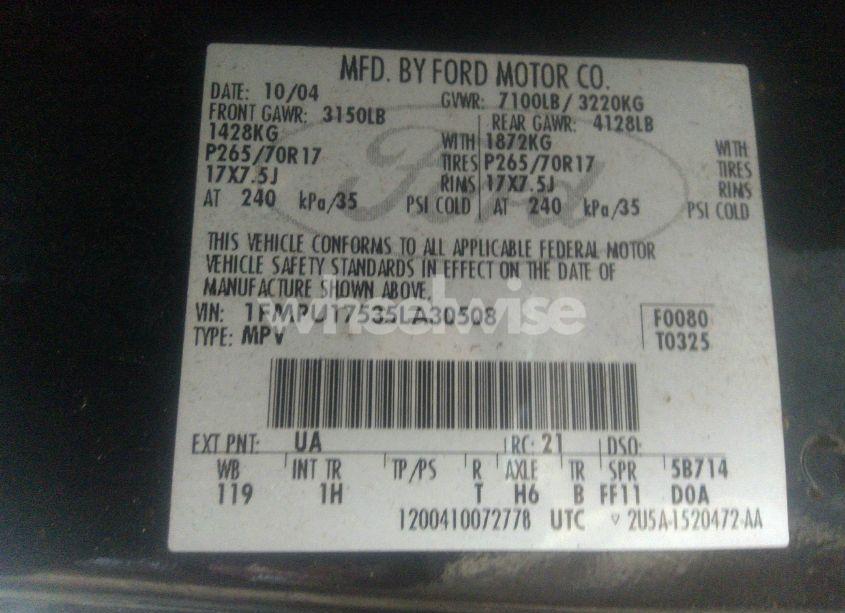 MFD. BY FORD MOTOR CO.
DATE: 10/04 GVWR: 7100LB/ 3220KG
FRONT GAWR: 3150LB REAR GAWR: 4128LB
1428KG WITH 1872KG WITH
P265/70R17 TIRES P265/70R17 TIRES
17X7.5J RIMS 17X7.5J RIMS
AT 240 kPa/35 PSI COLD AT 240 kPa/35 PSI COLD
Ford
THIS VEHICLE CONFORMS TO ALL APPLICABLE FEDERAL MOTOR
VEHICLE SAFETY STANDARDS IN EFFECT ON THE DATE OF
MANUFACTURE SHOWN ABOVE.
VIN: 1FMPU17535LA30508 F0080
wheelwise
TYPE: MPV T0325
EXT PNT: UA RC: 21 DSO:
WB INT TR TP/PS R AXLE TR SPR 5B714
119 1H T H6 B FF11 D0A
1200410072778 UTC 2U5A-1520472-AA